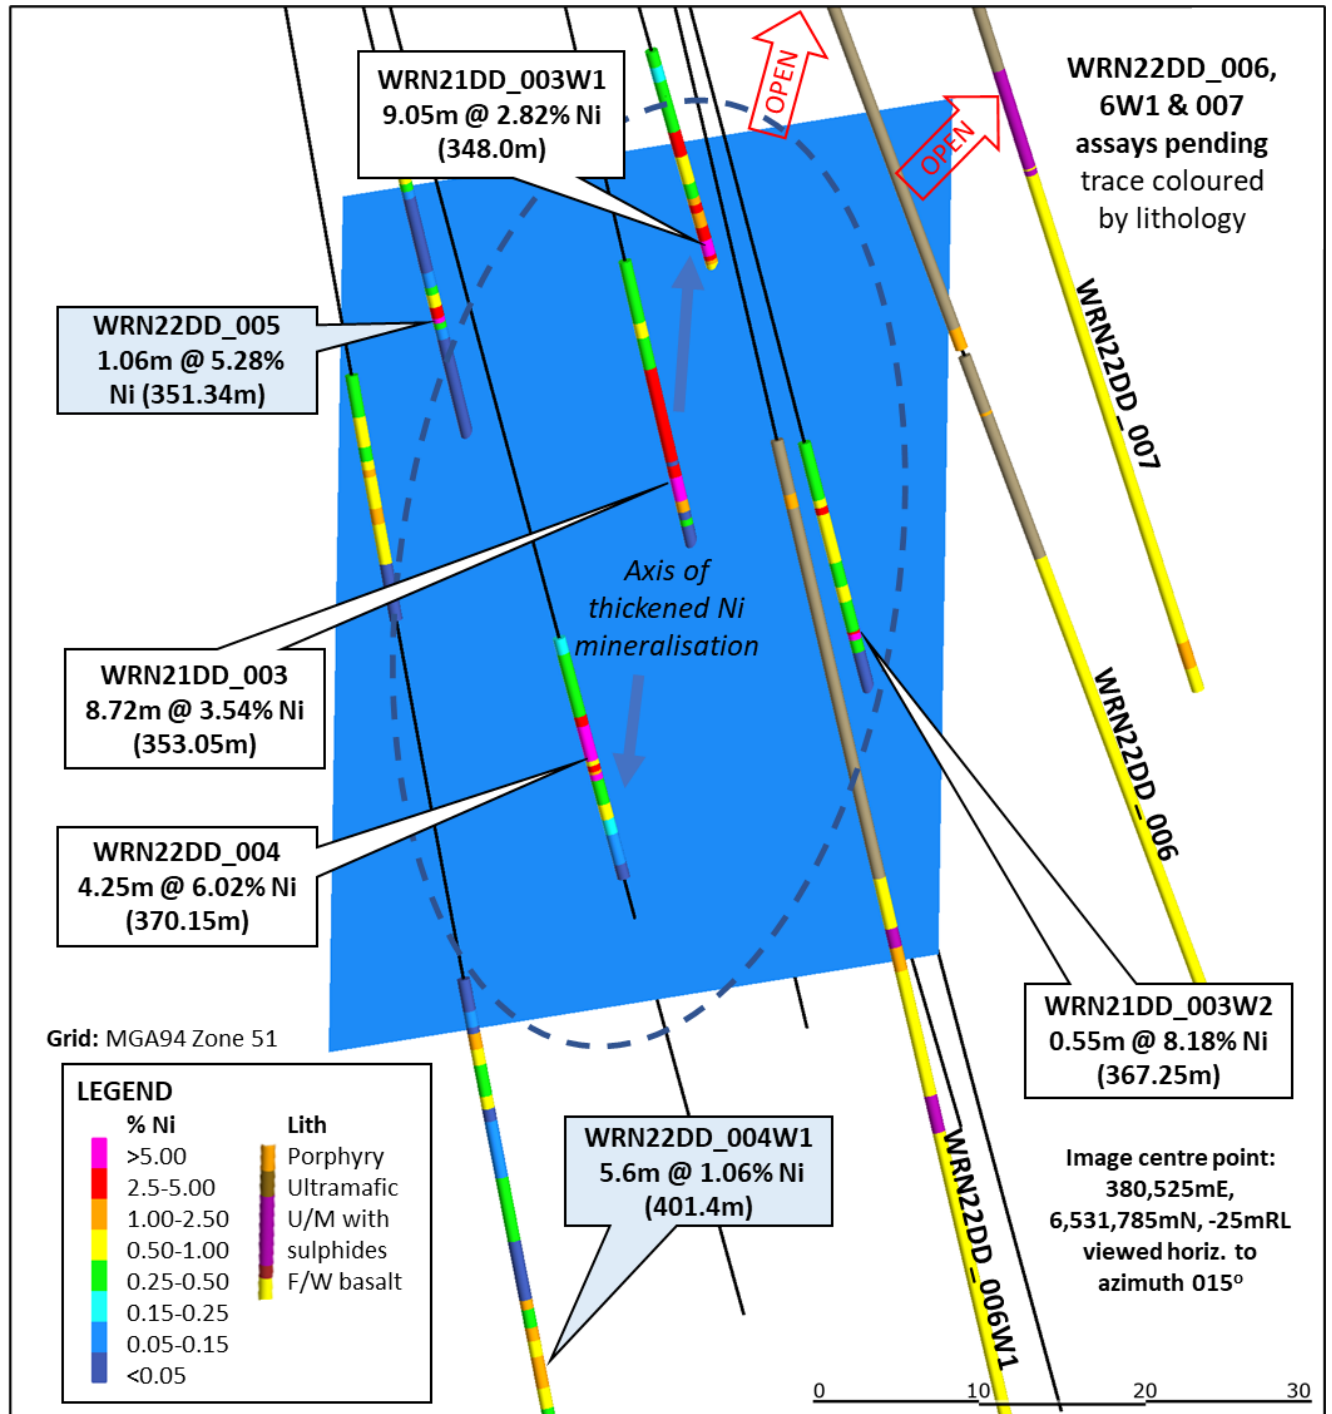 WRN21DD_003W1
9.05m @ 2.82% Ni
(348.0m)
OPEN
OPEN
WRN22DD_006,
6W1 & 007
assays pending
trace coloured
by lithology
WRN22DD_005
1.06m @ 5.28%
Ni (351.34m)
WRN22DD_007
Axis of
thickened Ni
mineralisation
WRN21DD_003
8.72m @ 3.54% Ni
(353.05m)
WRN22DD_006
WRN22DD_004
4.25m @ 6.02% Ni
(370.15m)
WRN21DD_003W2
0.55m @ 8.18% Ni
(367.25m)
Grid: MGA94 Zone 51
LEGEND
% Ni
>5.00
2.5-5.00
1.00-2.50
0.50-1.00
0.25-0.50
0.15-0.25
0.05-0.15
<0.05
Lith
Porphyry
Ultramafic
U/M with
sulphides
F/W basalt
WRN22DD_004W1
5.6m @ 1.06% Ni
(401.4m)
WRN22DD_006W1
Image centre point:
380,525mE,
6,531,785mN, -25mRL
viewed horiz. to
azimuth 015º
0 10 20 30